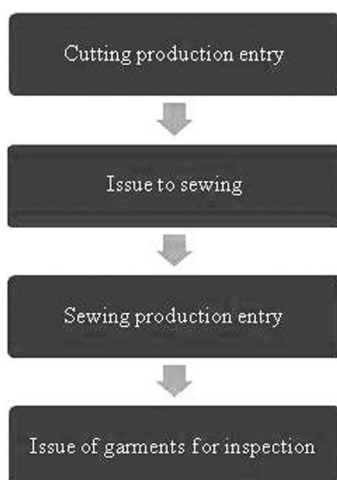 Cutting production entry
Issue to sewing
Sewing production entry
Issue of garments for inspection